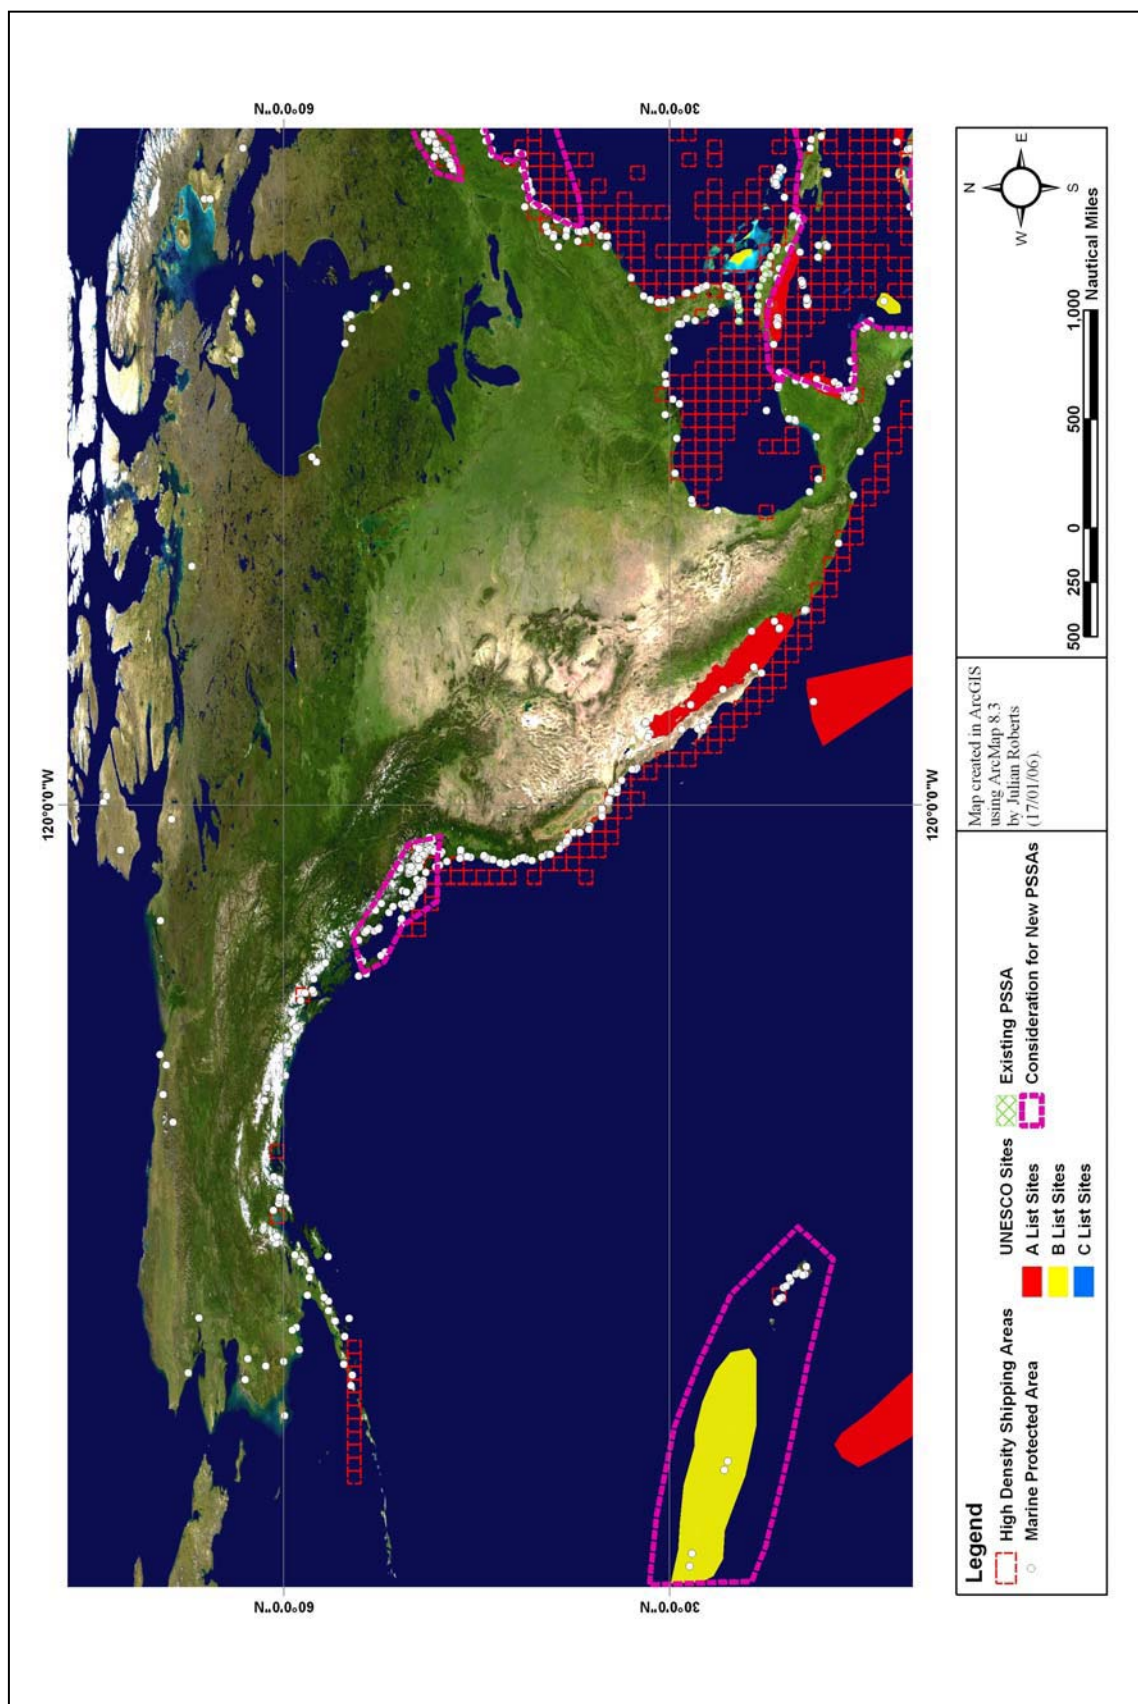 120°0'0"W
60°0'0"N
60°0'0"N
30°0'0"N
30°0'0"N
120°0'0"W
Legend
High Density Shipping Areas
Marine Protected Area
UNESCO Sites
A List Sites
B List Sites
C List Sites
Existing PSSA
Consideration for New PSSAs
Map created in ArcGIS
using ArcMap 8.3
by Julian Roberts
(17/01/06).
500 250 0 500 1,000
Nautical Miles
N
W E
S